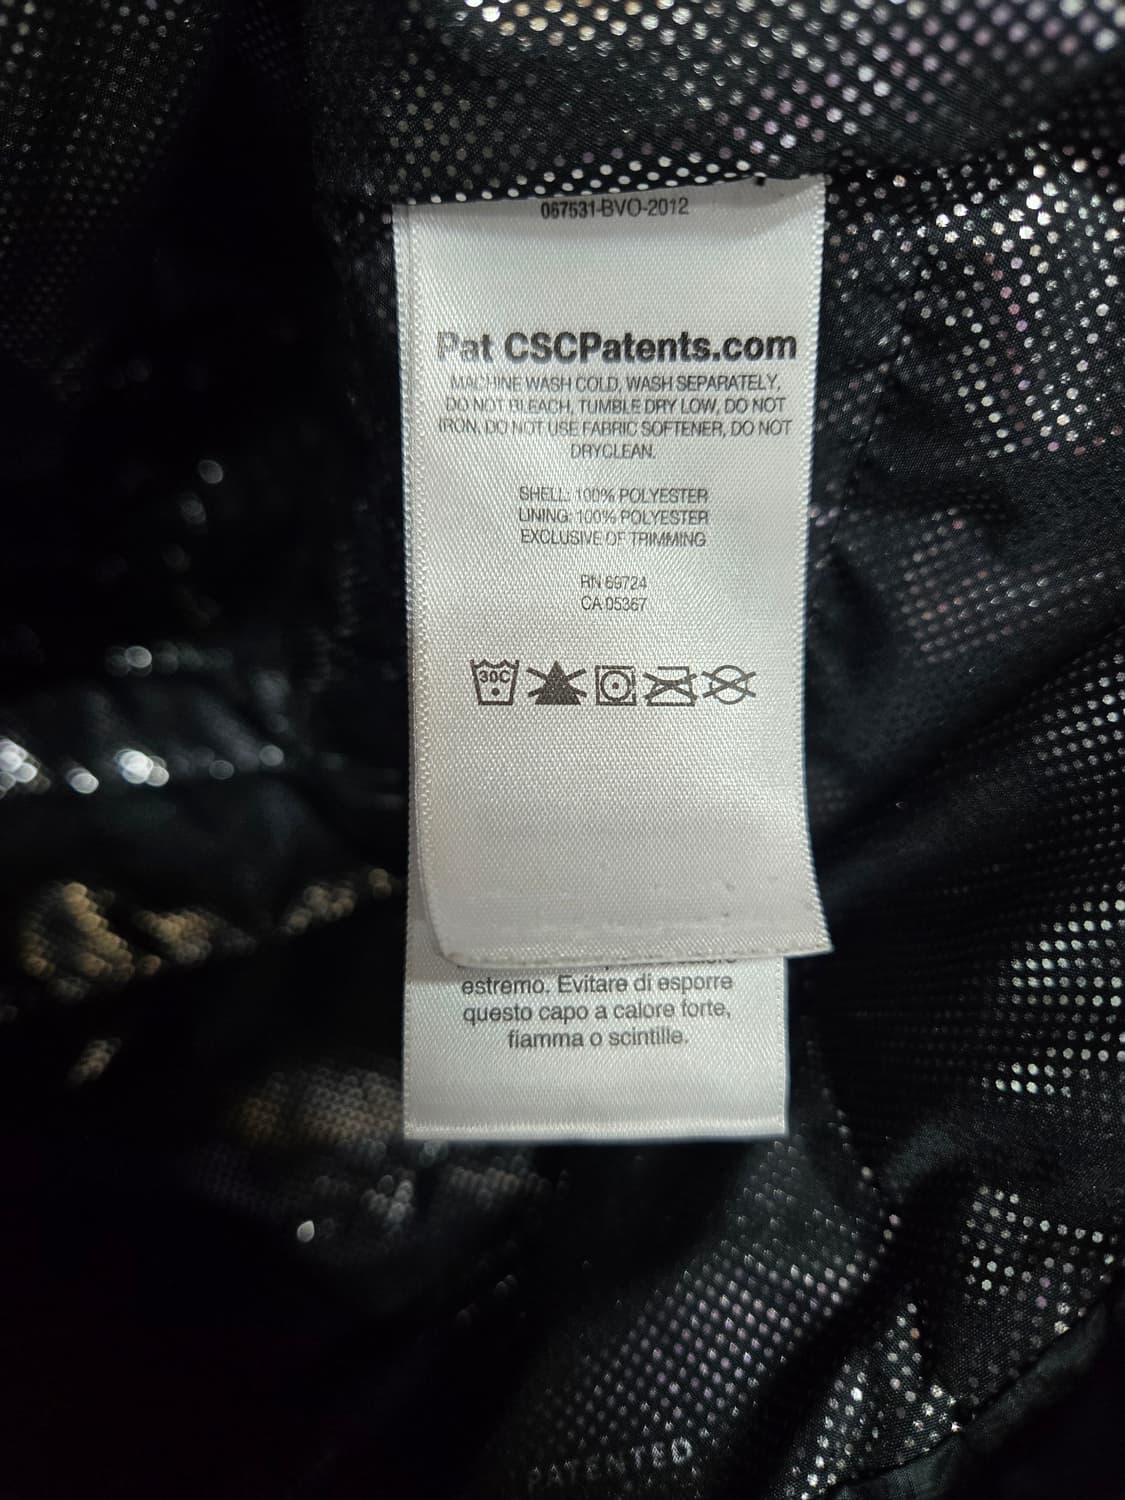 067531-BVO-2012
Pat CSCPatents.com
MACHINE WASH COLD, WASH SEPARATELY,
DO NOT BLEACH, TUMBLE DRY LOW, DO NOT
IRON, DO NOT USE FABRIC SOFTENER, DO NOT
DRYCLEAN.
SHELL: 100% POLYESTER
LINING: 100% POLYESTER
EXCLUSIVE OF TRIMMING
RN 69724
CA 05367
30C
estremo. Evitare di esporre
questo capo a calore forte,
fiamma o scintille.
PATENTED